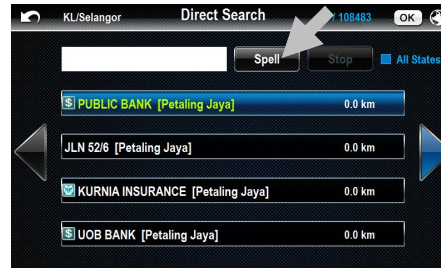 KL/Selangor Direct Search / 108483 OK
Spell Stop All States
$ PUBLIC BANK [Petaling Jaya] 0.0 km
JLN 52/6 [Petaling Jaya] 0.0 km
KURNIA INSURANCE [Petaling Jaya] 0.0 km
$ UOB BANK [Petaling Jaya] 0.0 km